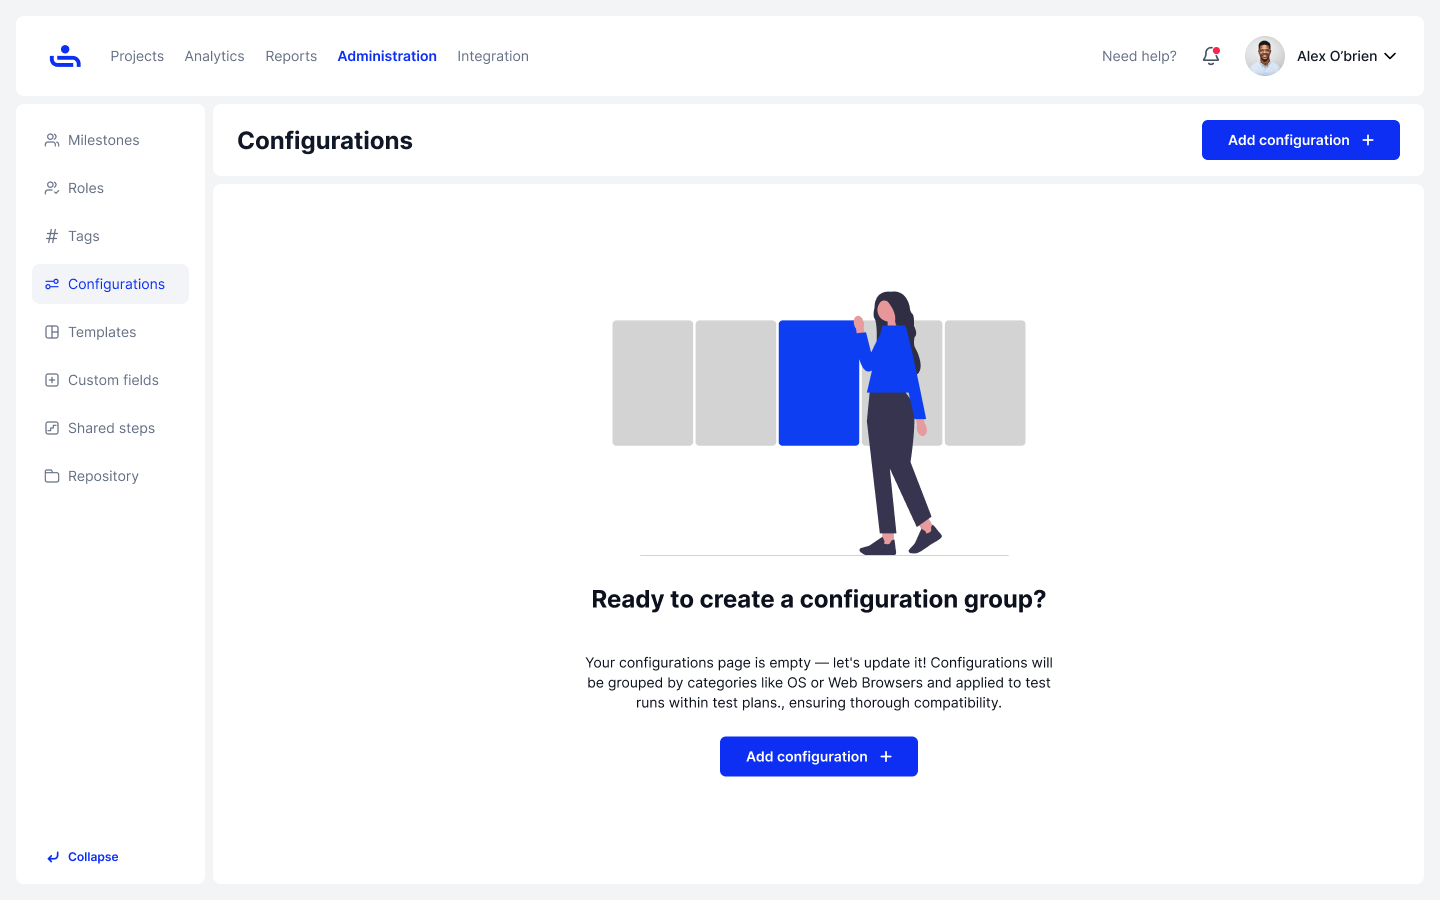 Projects
Analytics
Reports
Administration
Integration
Need help?
Alex O’brien
Milestones
Roles
Tags
Configurations
Templates
Custom fields
Shared steps
Repository
Collapse
Configurations
Add configuration
Ready to create a configuration group?
Your configurations page is empty — let's update it! Configurations will
be grouped by categories like OS or Web Browsers and applied to test
runs within test plans., ensuring thorough compatibility.
Add configuration